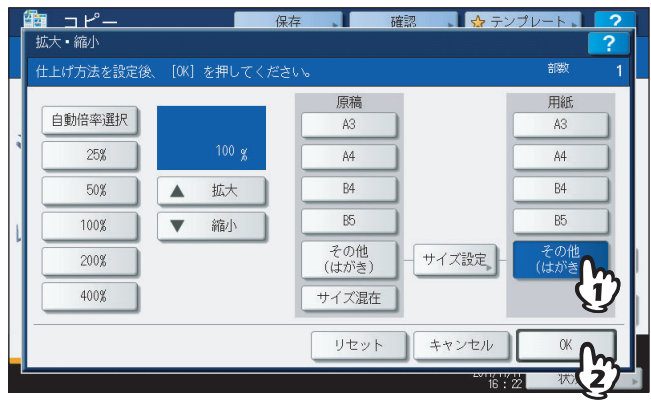 コピー 保存 確認 テンプレート ?
拡大・縮小 ?
仕上げ方法を設定後、[OK] を押してください。 部数 1
原稿 用紙
自動倍率選択 A3 A3
25% 100 % A4 A4
50% ▲ 拡大 B4 B4
100% ▼ 縮小 B5 B5
200% その他 (はがき) サイズ設定 その他 (はがき
400% サイズ混在
1
リセット キャンセル OK
16:22 2